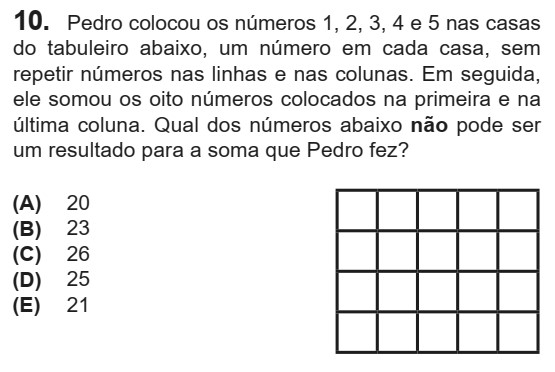 10. Pedro colocou os números 1, 2, 3, 4 e 5 nas casas
do tabuleiro abaixo, um número em cada casa, sem
repetir números nas linhas e nas colunas. Em seguida,
ele somou os oito números colocados na primeira e na
última coluna. Qual dos números abaixo não pode ser
um resultado para a soma que Pedro fez?
(A) 20
(B) 23
(C) 26
(D) 25
(E) 21